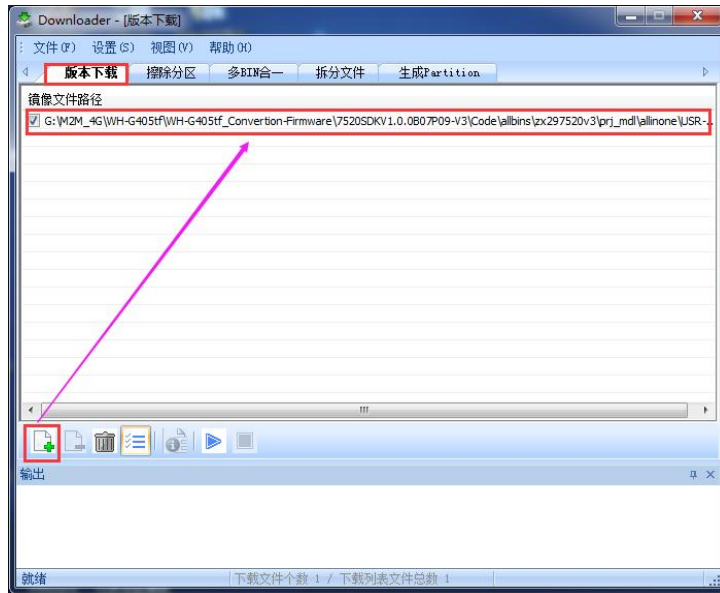 Downloader - [版本下载]
文件(F) 设置(S) 视图(V) 帮助(H)
版本下载 擦除分区 多BIN合一 拆分文件 生成Partition
镜像文件路径
G:\M2M_4G\WH-G405tf\WH-G405tf_Convertion-Firmware\7520SDKV1.0.0B07P09-V3\Code\allbins\zx297520v3\prj_mdl\allinone\USR-..
输出
就绪 下载文件个数 1 / 下载列表文件总数 1